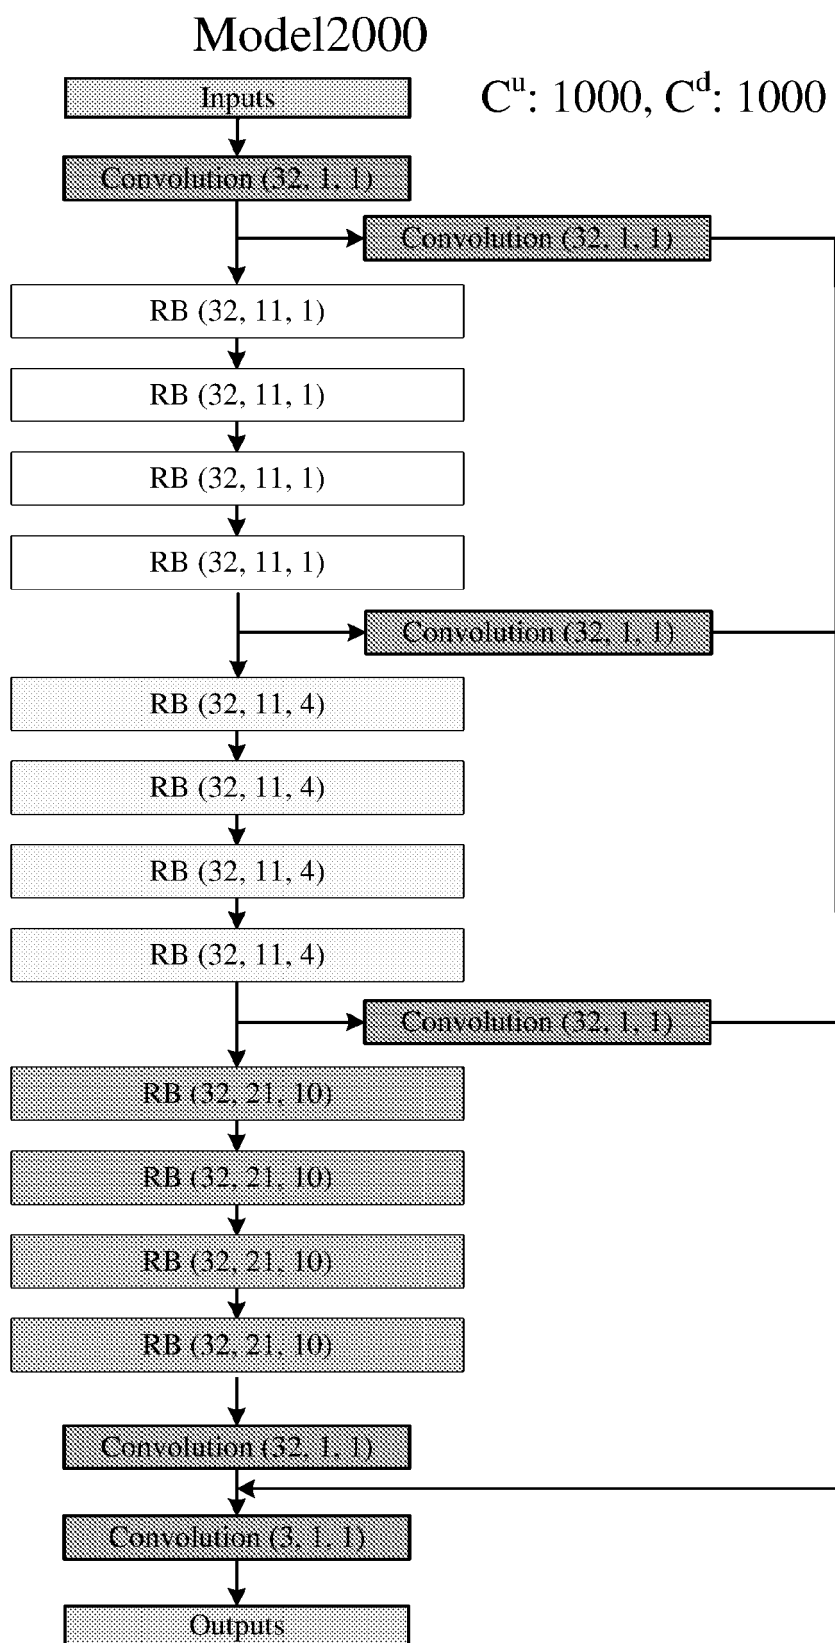 Model2000
Inputs
C^u: 1000, C^d: 1000
Convolution (32, 1, 1)
Convolution (32, 1, 1)
RB (32, 11, 1)
RB (32, 11, 1)
RB (32, 11, 1)
RB (32, 11, 1)
Convolution (32, 1, 1)
RB (32, 11, 4)
RB (32, 11, 4)
RB (32, 11, 4)
RB (32, 11, 4)
Convolution (32, 1, 1)
RB (32, 21, 10)
RB (32, 21, 10)
RB (32, 21, 10)
RB (32, 21, 10)
Convolution (32, 1, 1)
Convolution (3, 1, 1)
Outputs